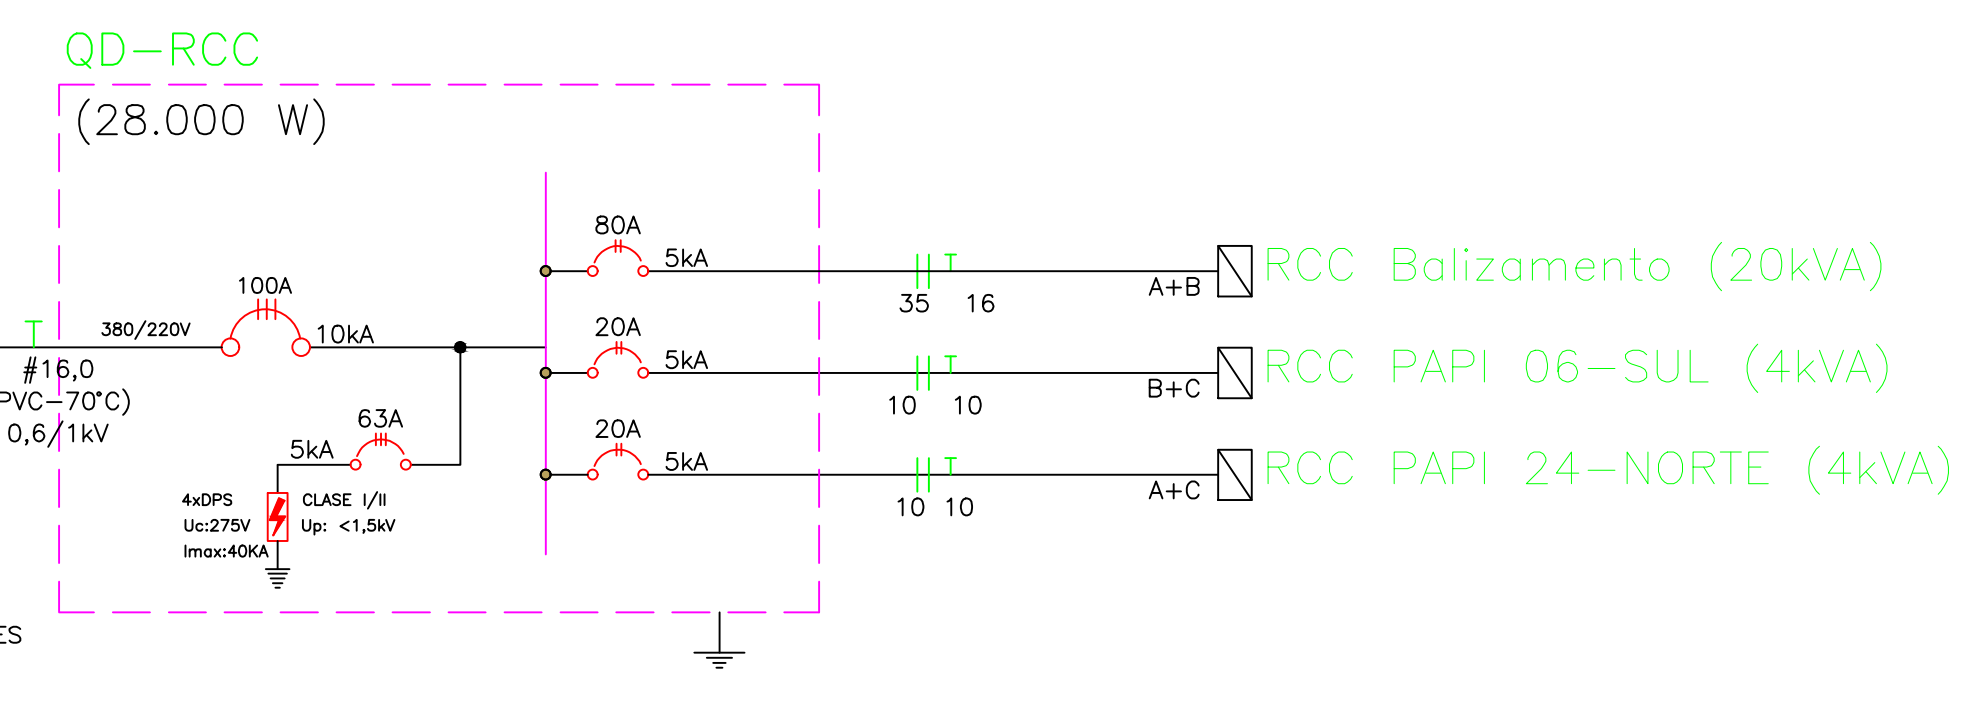 QD-RCC
(28.000 W)
80A
5kA
35 16
A+B
RCC Balizamento (20kVA)
100A
380/220V
10kA
T
#16,0
PVC-70°C)
0,6/1kV
20A
5kA
10 10
B+C
RCC PAPI 06-SUL (4kVA)
63A
5kA
20A
5kA
10 10
A+C
RCC PAPI 24-NORTE (4kVA)
4xDPS
Uc:275V
Imax:40KA
CLASE I/II
Up: <1,5kV
ES